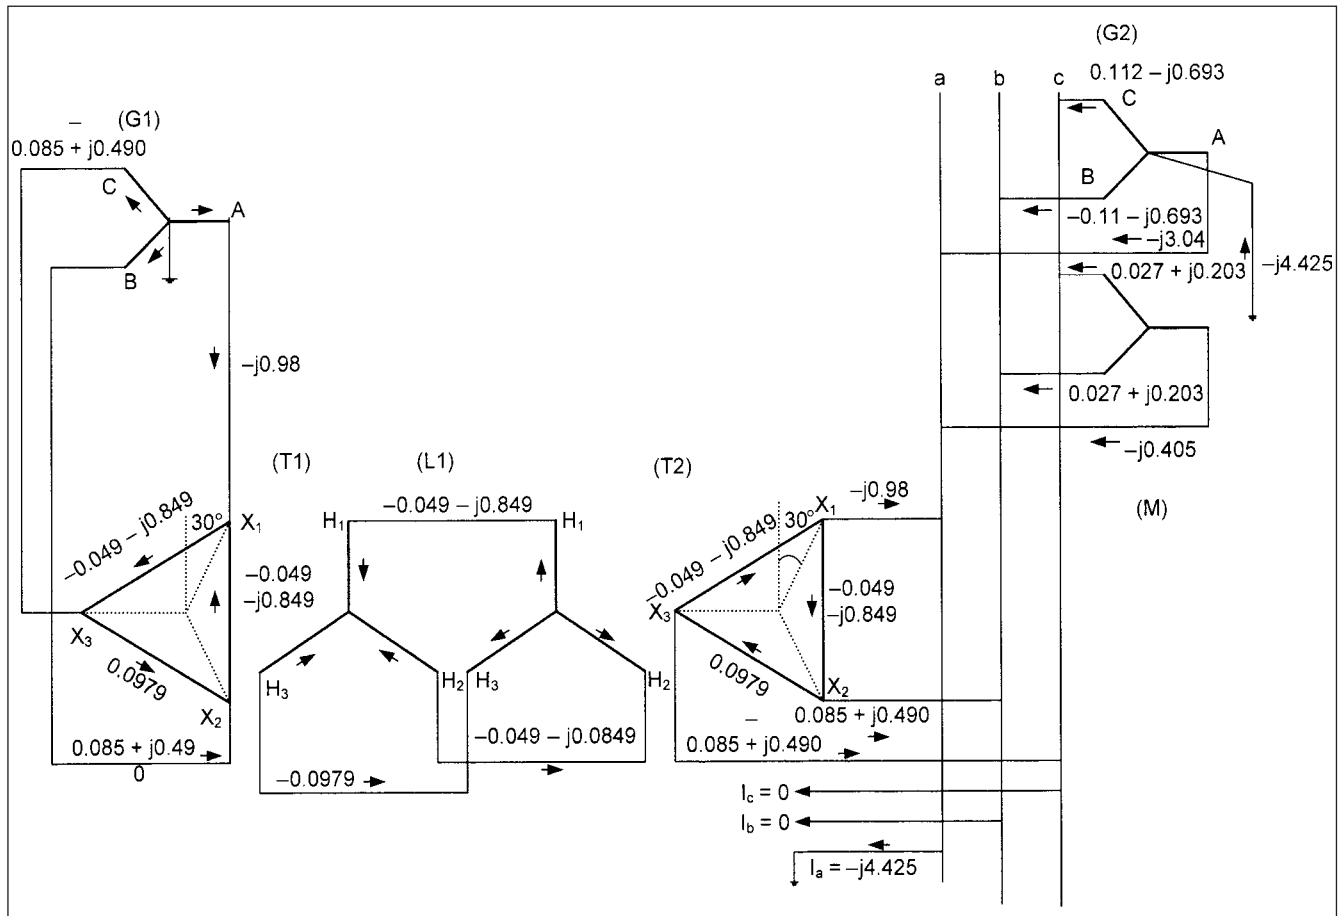 (G2)
a b c 0.112 – j0.693
C
A
B
–0.11 – j0.693
–j3.04
–j4.425
0.027 + j0.203
0.027 + j0.203
–j0.405
(M)
– (G1)
0.085 + j0.490
C
A
B
–j0.98
(T1)
(L1)
(T2)
–0.049 – j0.849
30°
X1
–0.049
–j0.849
X3
0.0979
X2
0.085 + j0.49
0
H1
–0.049 – j0.849
H1
H3
H2
H3
H2
–0.049 – j0.0849
–0.0979
–0.049 – j0.849
30°
X1
–j0.98
–0.049
–j0.849
X3
0.0979
X2
0.085 + j0.490
–
0.085 + j0.490
Ic = 0
Ib = 0
Ia = –j4.425